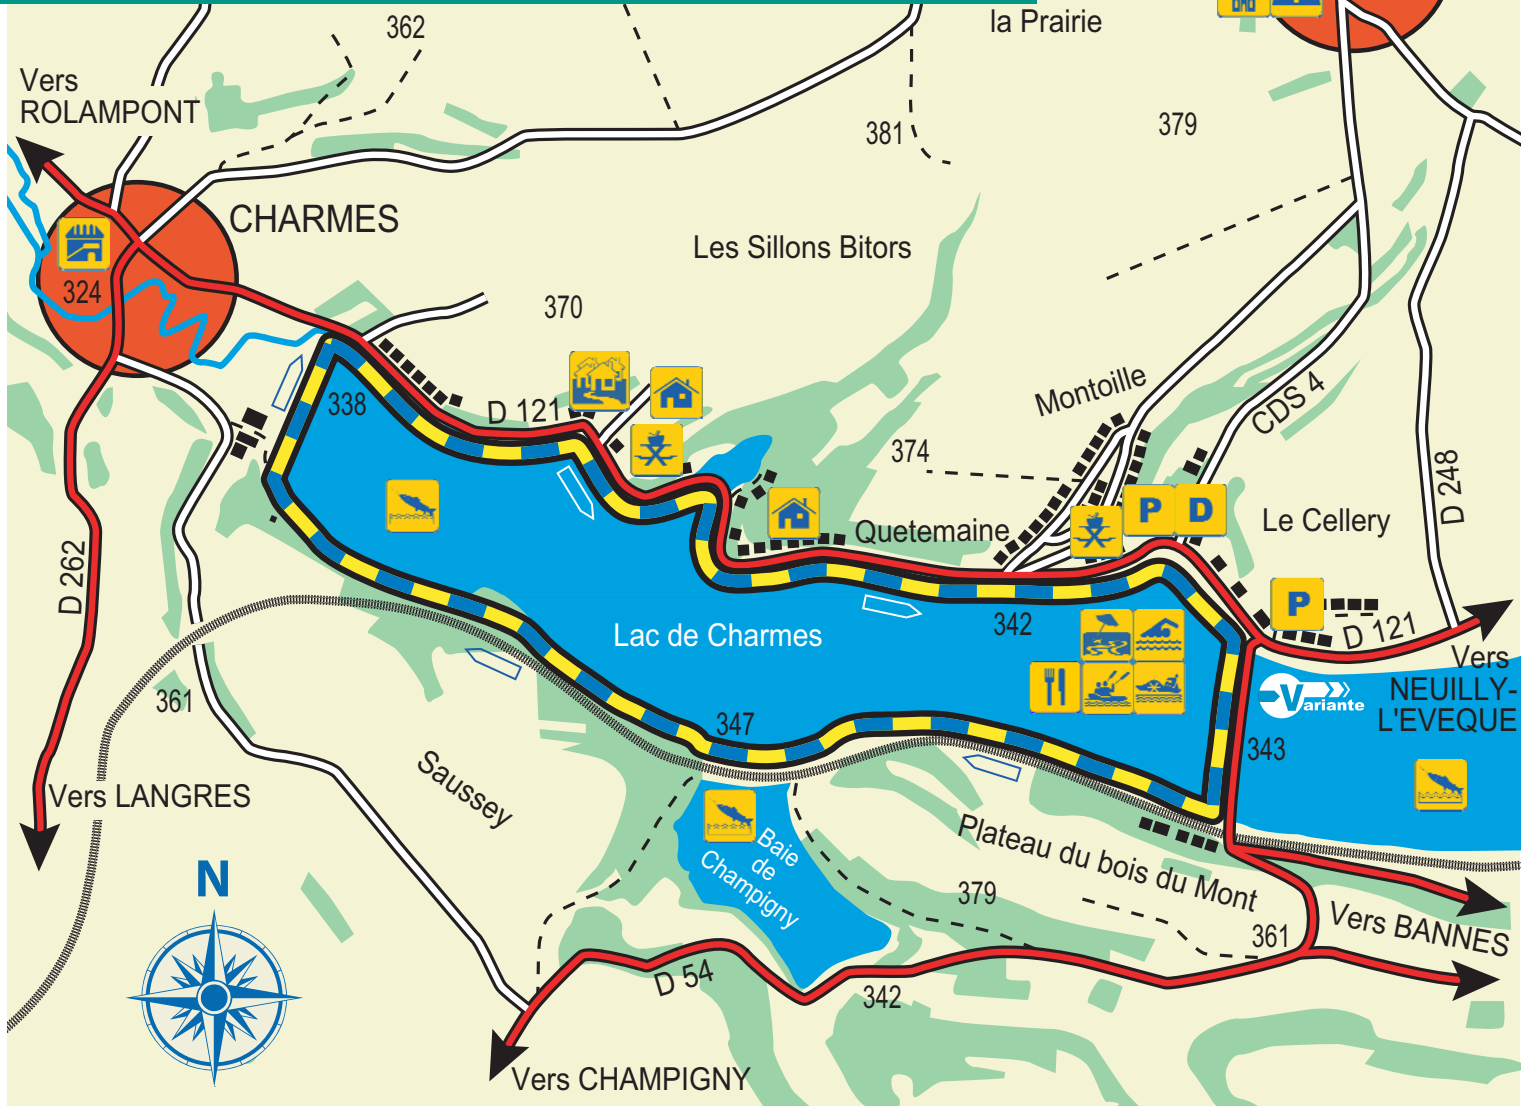 la Prairie
362
Vers
ROLAMPONT
381
379
CHARMES
324
Les Sillons Bitors
370
338
D 121
Montoille
CDS 4
374
D 248
P
D
Le Cellery
Quetemaine
D 262
P
342
D 121
Lac de Charmes
Vers
NEUILLY-
L'EVEQUE
Variante
361
347
343
Saussey
Vers LANGRES
Baie
de
Champigny
Plateau du bois du Mont
379
N
Vers BANNES
361
D 54
342
Vers CHAMPIGNY